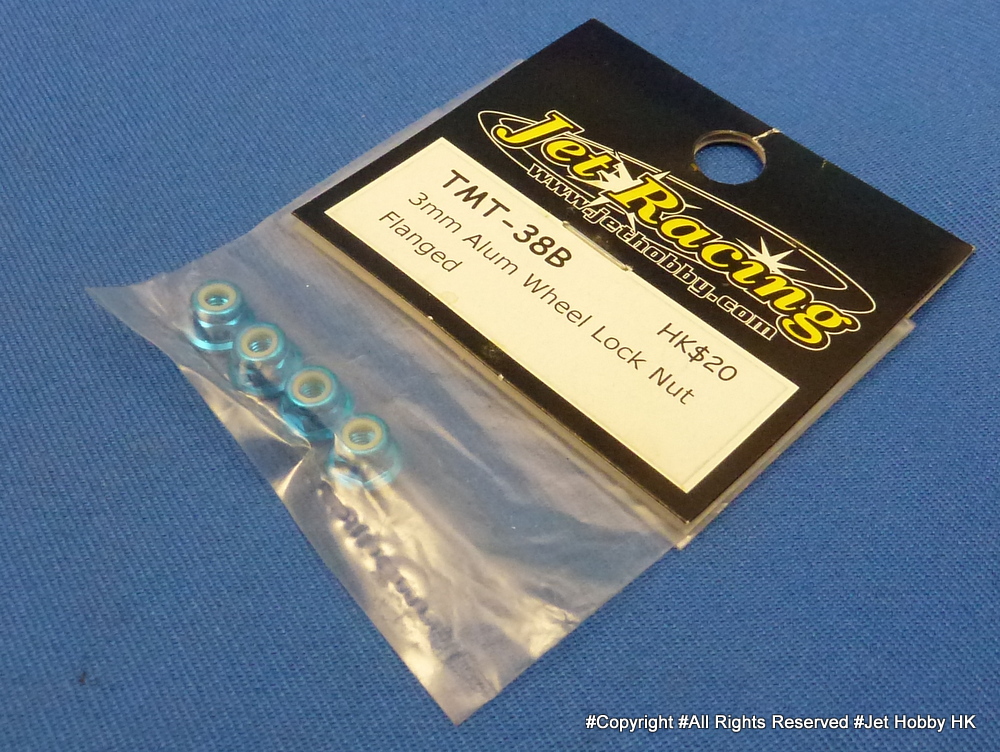 Jet Racing
www.jethobby.com
TMT-38B
HK$20
3mm Alum Wheel Lock Nut
Flanged
#Copyright #All Rights Reserved #Jet Hobby HK